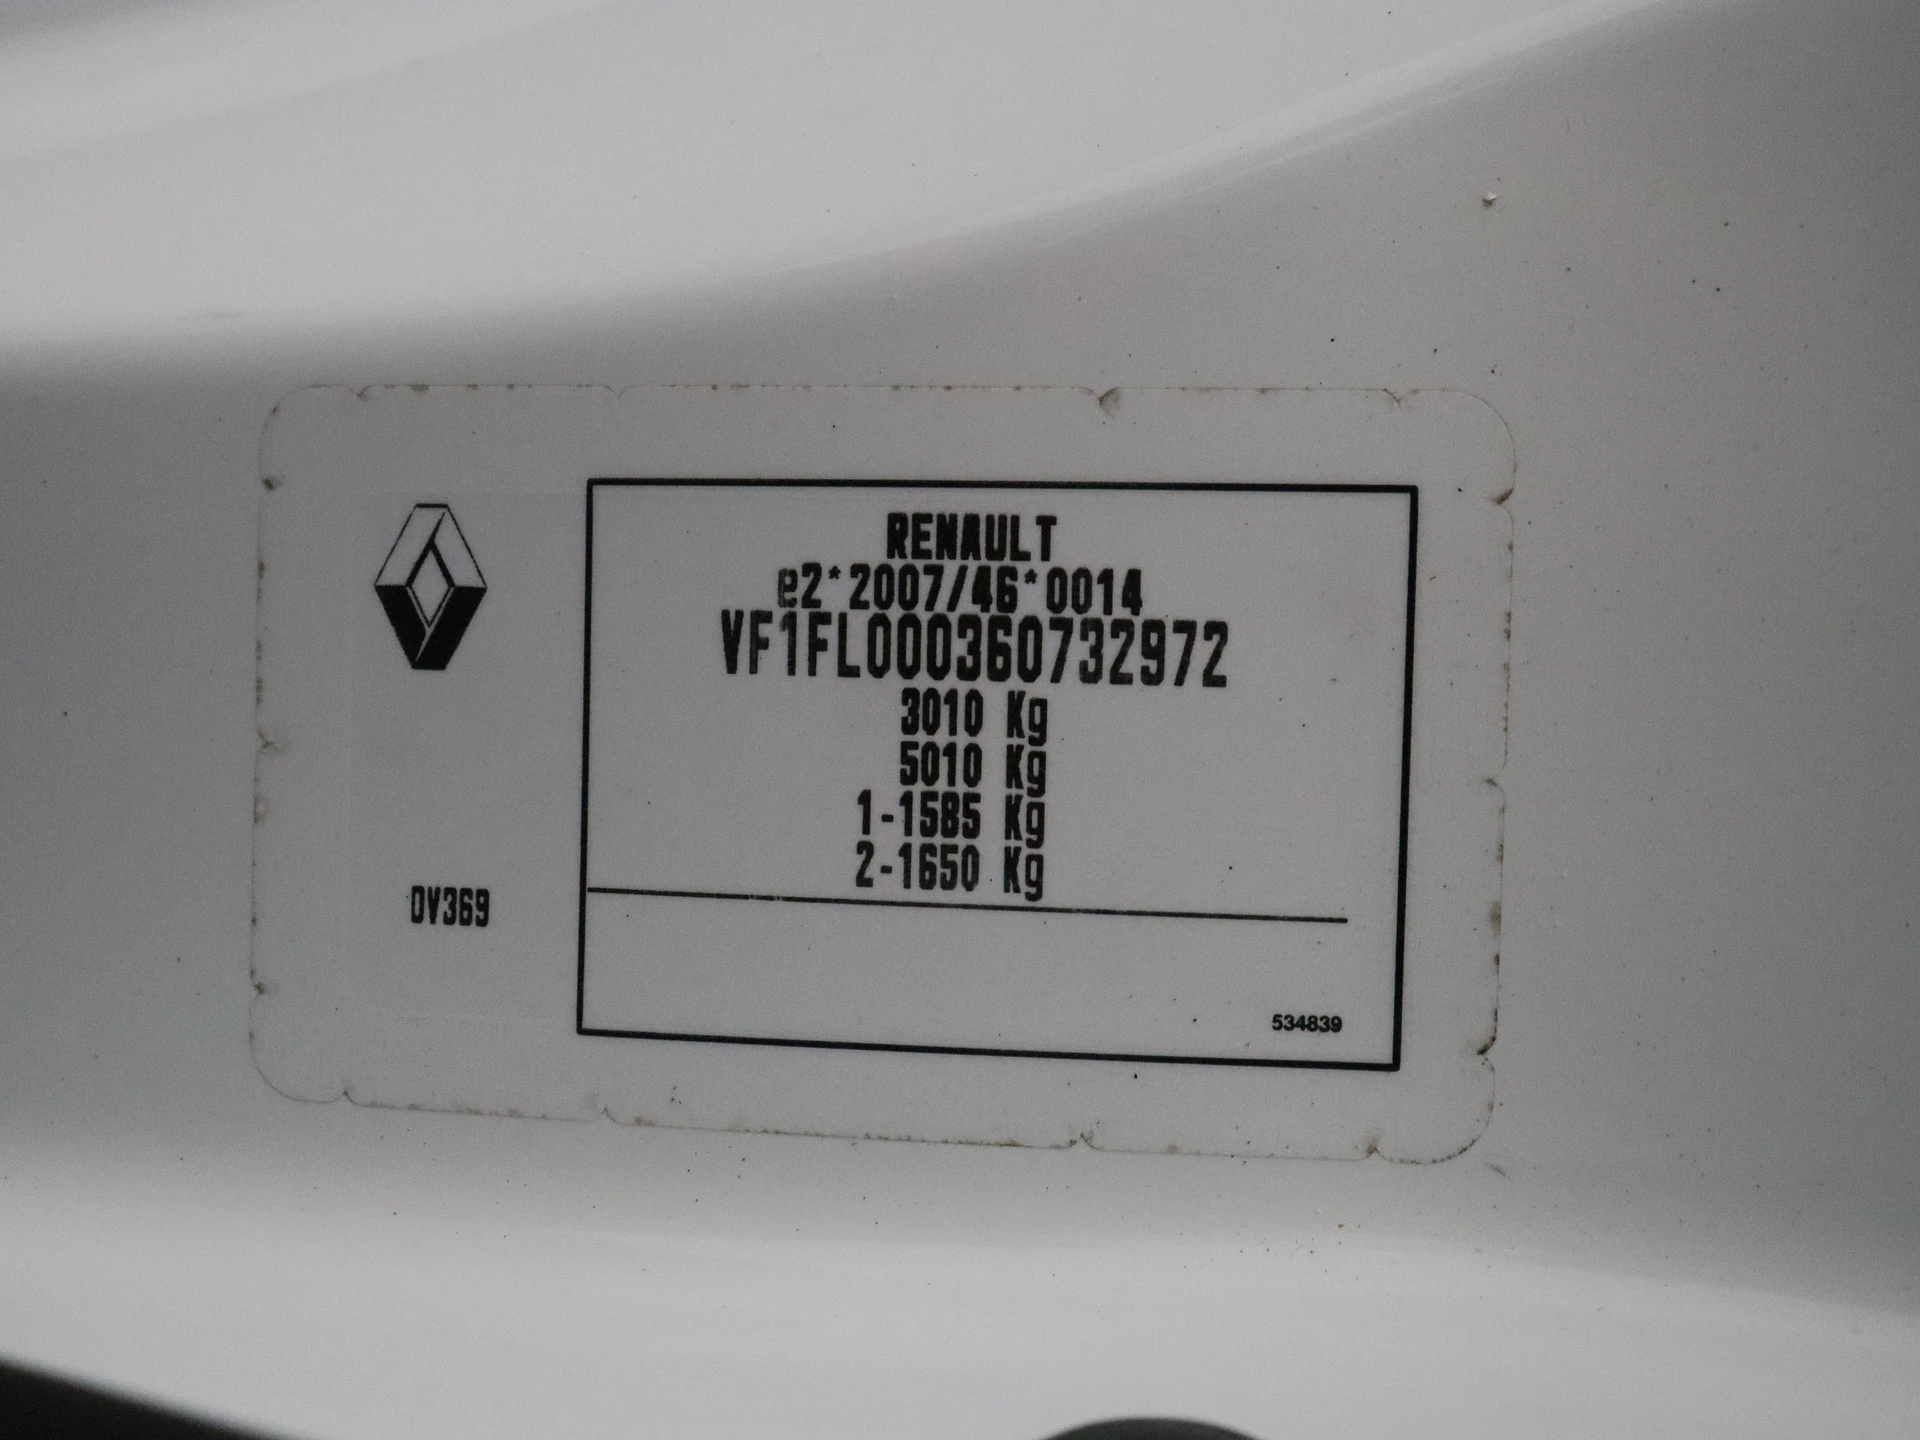 RENAULT
e2*2007/46*0014
VF1FL000360732972
3010 Kg
5010 Kg
1-1585 Kg
2-1650 Kg
DV369
534839